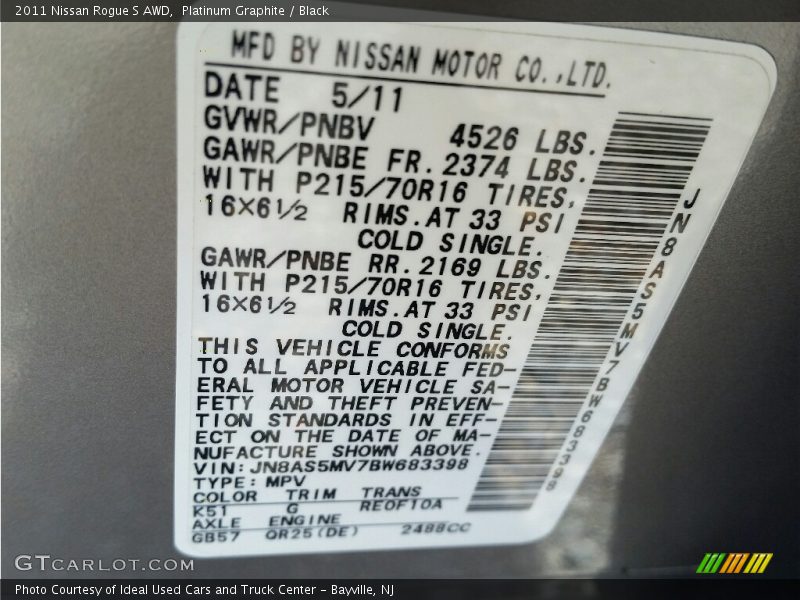 2011 Nissan Rogue S AWD,  Platinum Graphite / Black
MFD BY NISSAN MOTOR CO.,LTD.
DATE 5/11
GVWR/PNBV 4526 LBS.
GAWR/PNBE FR. 2374 LBS.
WITH P215/70R16 TIRES,
16×6½ RIMS. AT 33 PSI
COLD SINGLE.
GAWR/PNBE RR. 2169 LBS.
WITH P215/70R16 TIRES,
16×6½ RIMS. AT 33 PSI
COLD SINGLE.
THIS VEHICLE CONFORMS
TO ALL APPLICABLE FED-
ERAL MOTOR VEHICLE SA-
FETY AND THEFT PREVEN-
TION STANDARDS IN EFF-
ECT ON THE DATE OF MA-
NUFACTURE SHOWN ABOVE.
VIN: JN8AS5MV7BW683398
TYPE: MPV
COLOR TRIM TRANS
K51 G RE0F10A
AXLE ENGINE
GB57 QR25(DE) 2488CC
JN8AS5MV7BW683398
GTCARLOT.COM
Photo Courtesy of Ideal Used Cars and Truck Center - Bayville, NJ